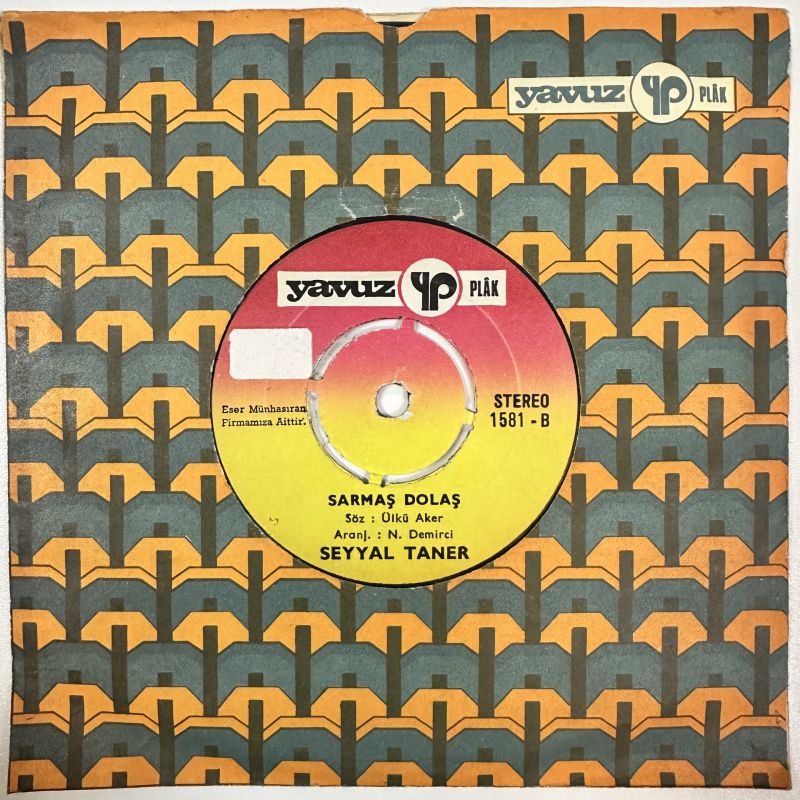 yavuz YP PLÂK
yavuz YP PLÂK
Eser Münhasıran
Firmamıza Aittir.
STEREO
1581 - B
SARMAŞ DOLAŞ
Söz : Ülkü Aker
Aranj. : N. Demirci
SEYYAL TANER